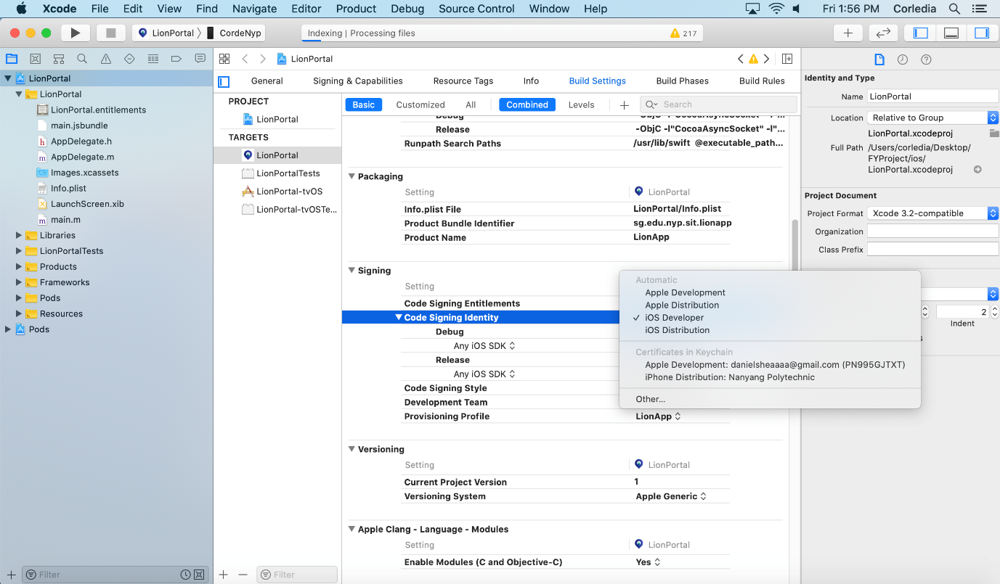 Xcode File Edit View Find Navigate Editor Product Debug Source Control Window Help Fri 1:56 PM Corledia
LionPortal CordeNyp Indexing | Processing files 217
LionPortal
LionPortal
LionPortal.entitlements
main.jsbundle
AppDelegate.h
AppDelegate.m
Images.xcassets
Info.plist
LaunchScreen.xib
main.m
Libraries
LionPortalTests
Products
Frameworks
Pods
Resources
Pods
Filter
LionPortal
General Signing & Capabilities Resource Tags Info Build Settings Build Phases Build Rules
PROJECT
LionPortal
TARGETS
LionPortal
LionPortalTests
LionPortal-tvOS
LionPortal-tvOSTe...
Filter
Basic Customized All Combined Levels Search
Debug
Release -ObjC -l"CocoaAsyncSocket" -l"...
Runpath Search Paths /usr/lib/swift @executable_path...
Packaging
Setting LionPortal
Info.plist File LionPortal/Info.plist
Product Bundle Identifier sg.edu.nyp.sit.lionapp
Product Name LionApp
Signing
Setting
Code Signing Entitlements
Code Signing Identity
Debug
Any iOS SDK
Release
Any iOS SDK
Code Signing Style
Development Team
Provisioning Profile LionApp
Automatic
Apple Development
Apple Distribution
✓ iOS Developer
iOS Distribution
Certificates in Keychain
Apple Development: danielsheaaaa@gmail.com (PN995GJTXT)
iPhone Distribution: Nanyang Polytechnic
Other...
Versioning
Setting LionPortal
Current Project Version 1
Versioning System Apple Generic
Apple Clang - Language - Modules
Setting LionPortal
Enable Modules (C and Objective-C) Yes
Identity and Type
Name LionPortal
Location Relative to Group
LionPortal.xcodeproj
Full Path /Users/corledia/Desktop/
FYProject/ios/
LionPortal.xcodeproj
Project Document
Project Format Xcode 3.2-compatible
Organization
Class Prefix
2
Indent